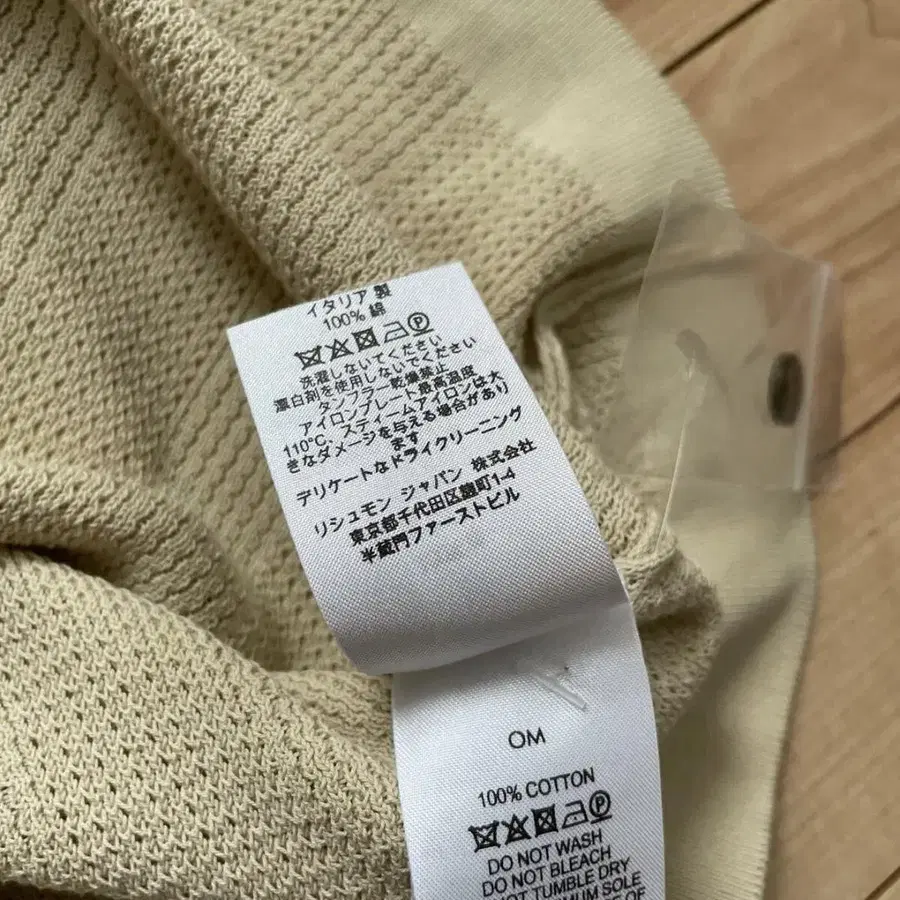 イタリア 製
100% 綿
洗濯しないでください
漂白剤を使用しないでください
タンブラー乾燥禁止
アイロンプレート最高温度
110°C、スティームアイロンは大
きなダメージを与える場合があり
ます
デリケートなドライクリーニング
リシュモン ジャパン 株式会社
東京都千代田区麹町1-4
半蔵門ファーストビル
OM
100% COTTON
DO NOT WASH
DO NOT BLEACH
NOT TUMBLE DRY
MUM SOLE
E OF